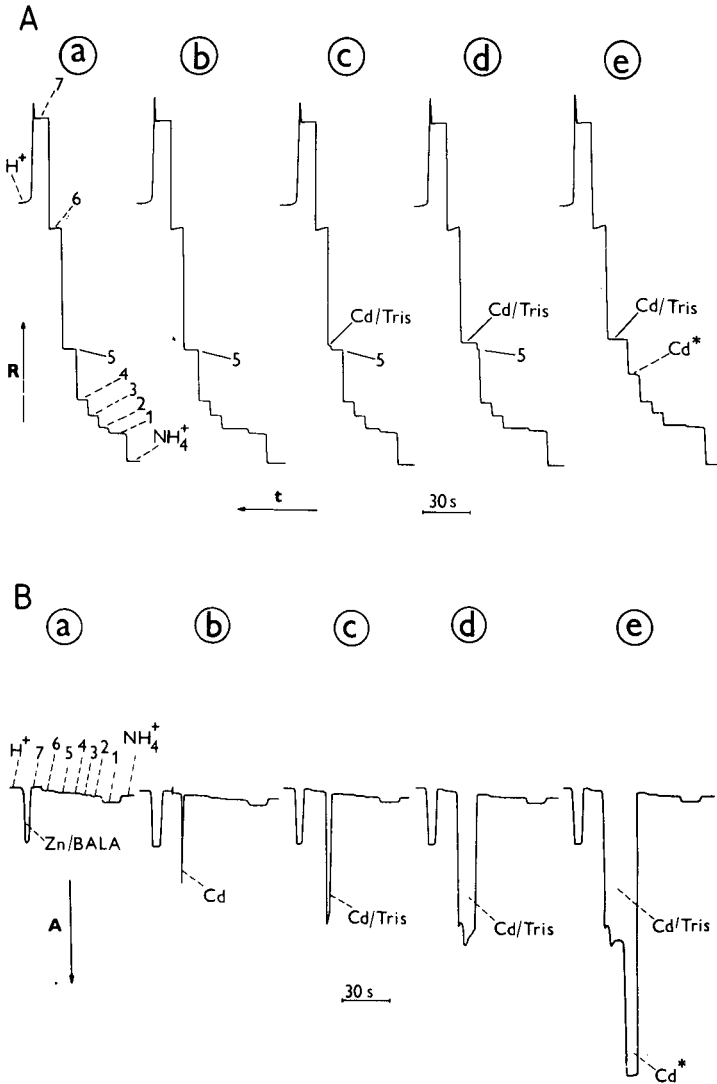 A
a b c d e
7
H+
6
Cd/Tris Cd/Tris Cd/Tris
Cd*
5 5 5 5
R
4
3
2
1
NH4+
t
30 s
B
a b c d e
H+ 7 6 5 4 3 2 1 NH4+
Zn/BALA
Cd
Cd/Tris Cd/Tris Cd/Tris
A
30 s
Cd*